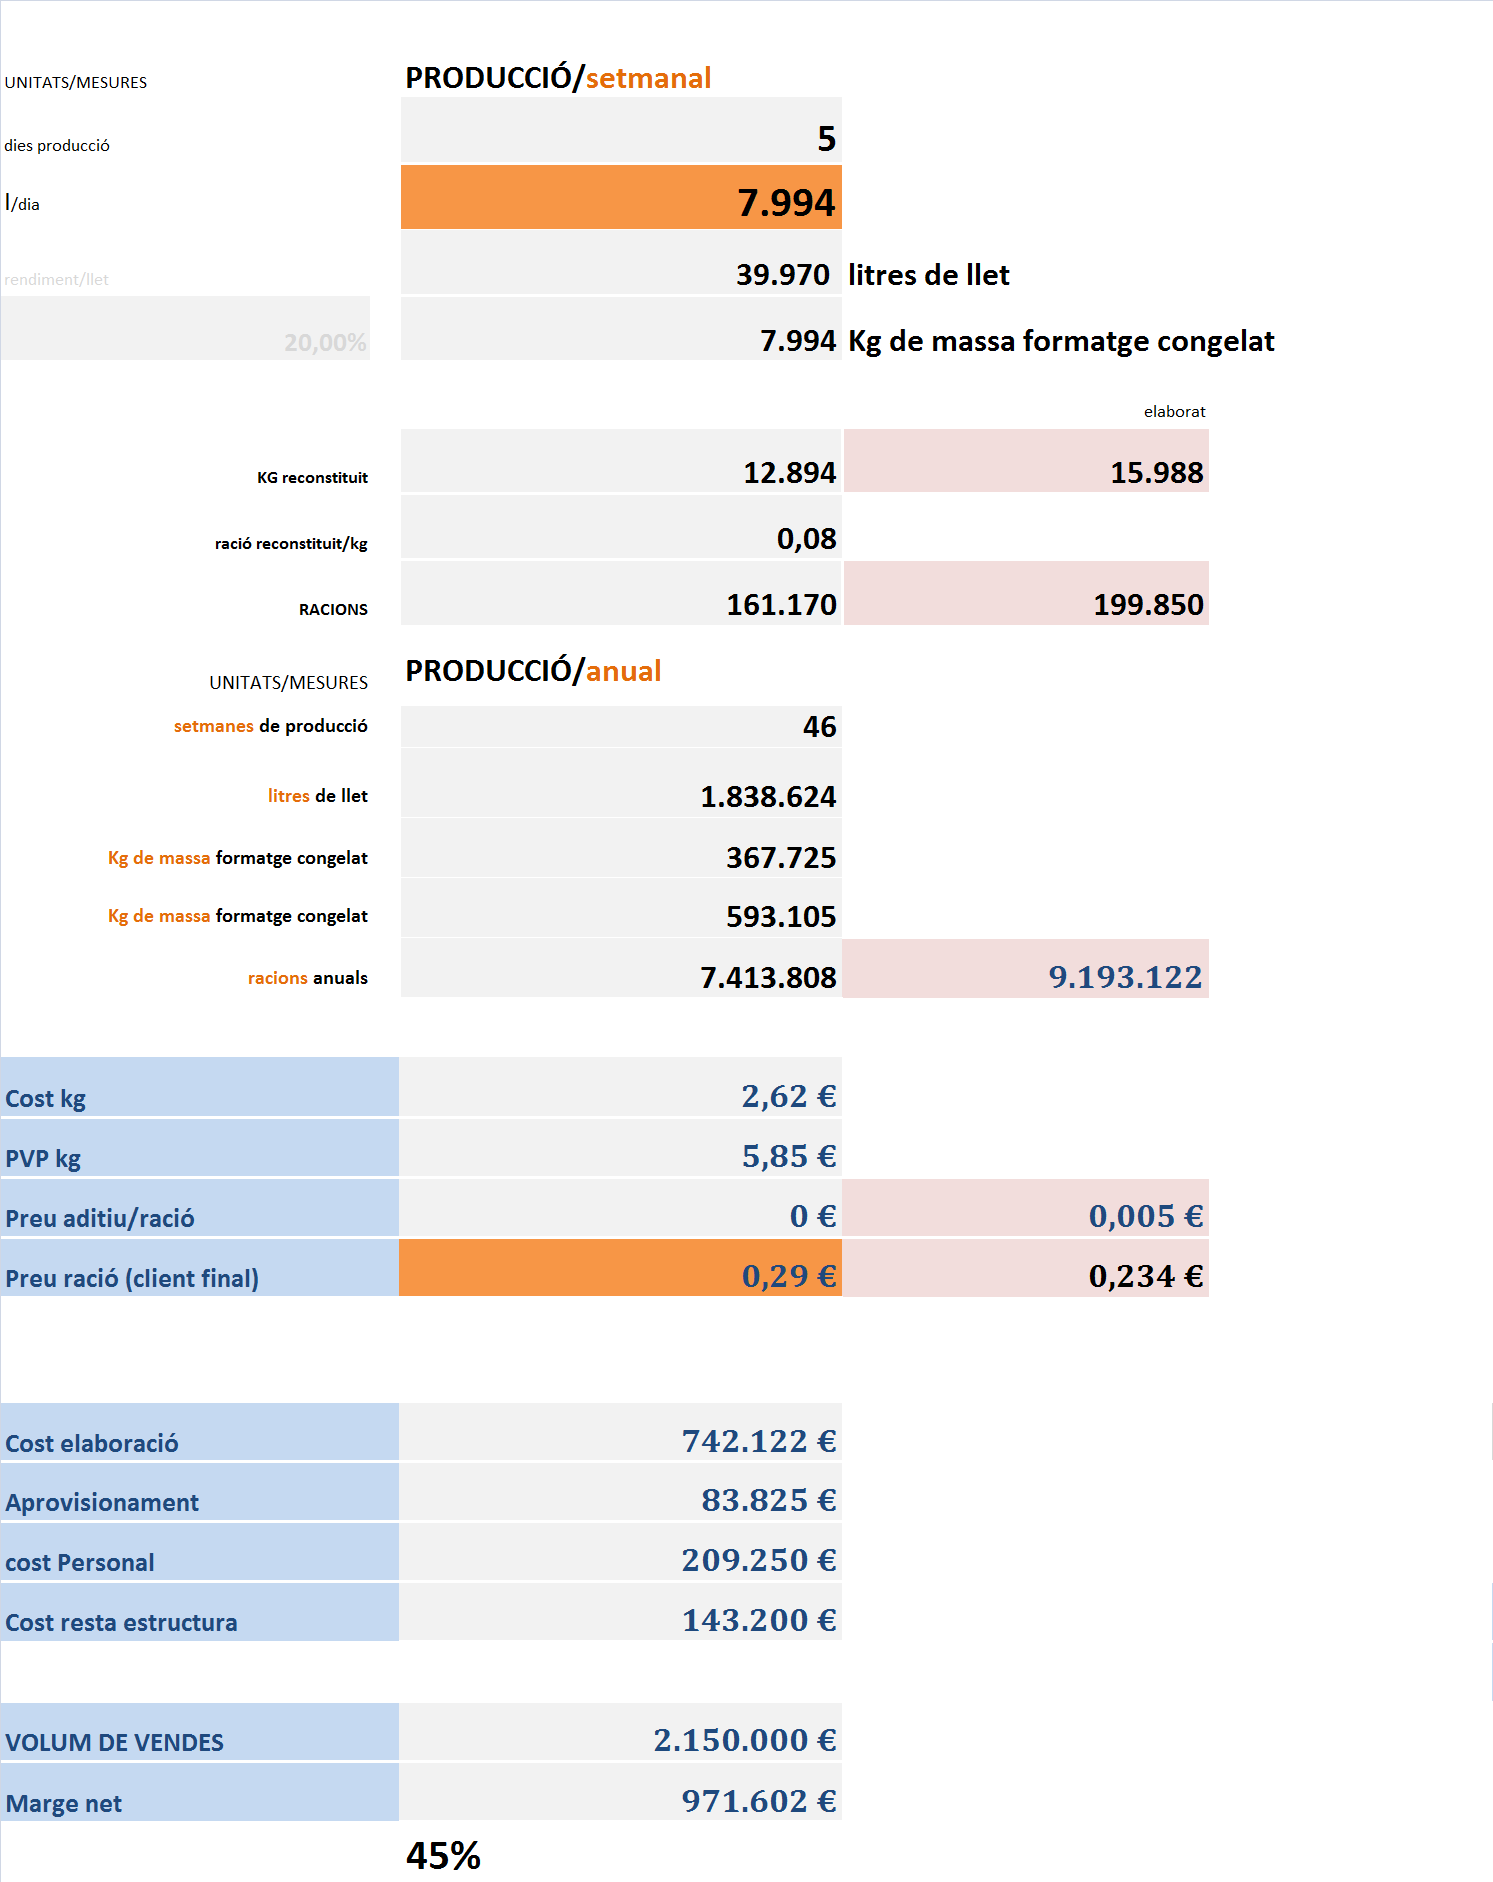 UNITATS/MESURES PRODUCCIÓ/setmanal
dies producció 5
l/dia 7.994
rendiment/llet 39.970 litres de llet
20,00% 7.994 Kg de massa formatge congelat
elaborat
KG reconstituit 12.894 15.988
ració reconstituit/kg 0,08
RACIONS 161.170 199.850
UNITATS/MESURES PRODUCCIÓ/anual
setmanes de producció 46
litres de llet 1.838.624
Kg de massa formatge congelat 367.725
Kg de massa formatge congelat 593.105
racions anuals 7.413.808 9.193.122
Cost kg 2,62 €
PVP kg 5,85 €
Preu aditiu/ració 0 € 0,005 €
Preu ració (client final) 0,29 € 0,234 €
Cost elaboració 742.122 €
Aprovisionament 83.825 €
cost Personal 209.250 €
Cost resta estructura 143.200 €
VOLUM DE VENDES 2.150.000 €
Marge net 971.602 €
45%